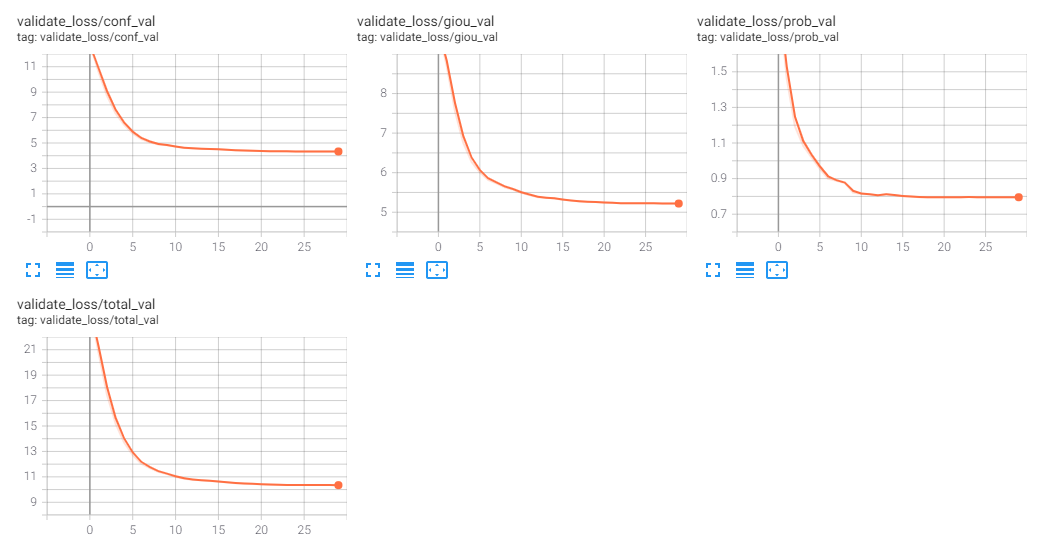 validate_loss/conf_val
tag: validate_loss/conf_val
11
9
7
5
3
1
-1
0 5 10 15 20 25
validate_loss/giou_val
tag: validate_loss/giou_val
8
7
6
5
0 5 10 15 20 25
validate_loss/prob_val
tag: validate_loss/prob_val
1.5
1.3
1.1
0.9
0.7
0 5 10 15 20 25
validate_loss/total_val
tag: validate_loss/total_val
21
19
17
15
13
11
9
0 5 10 15 20 25